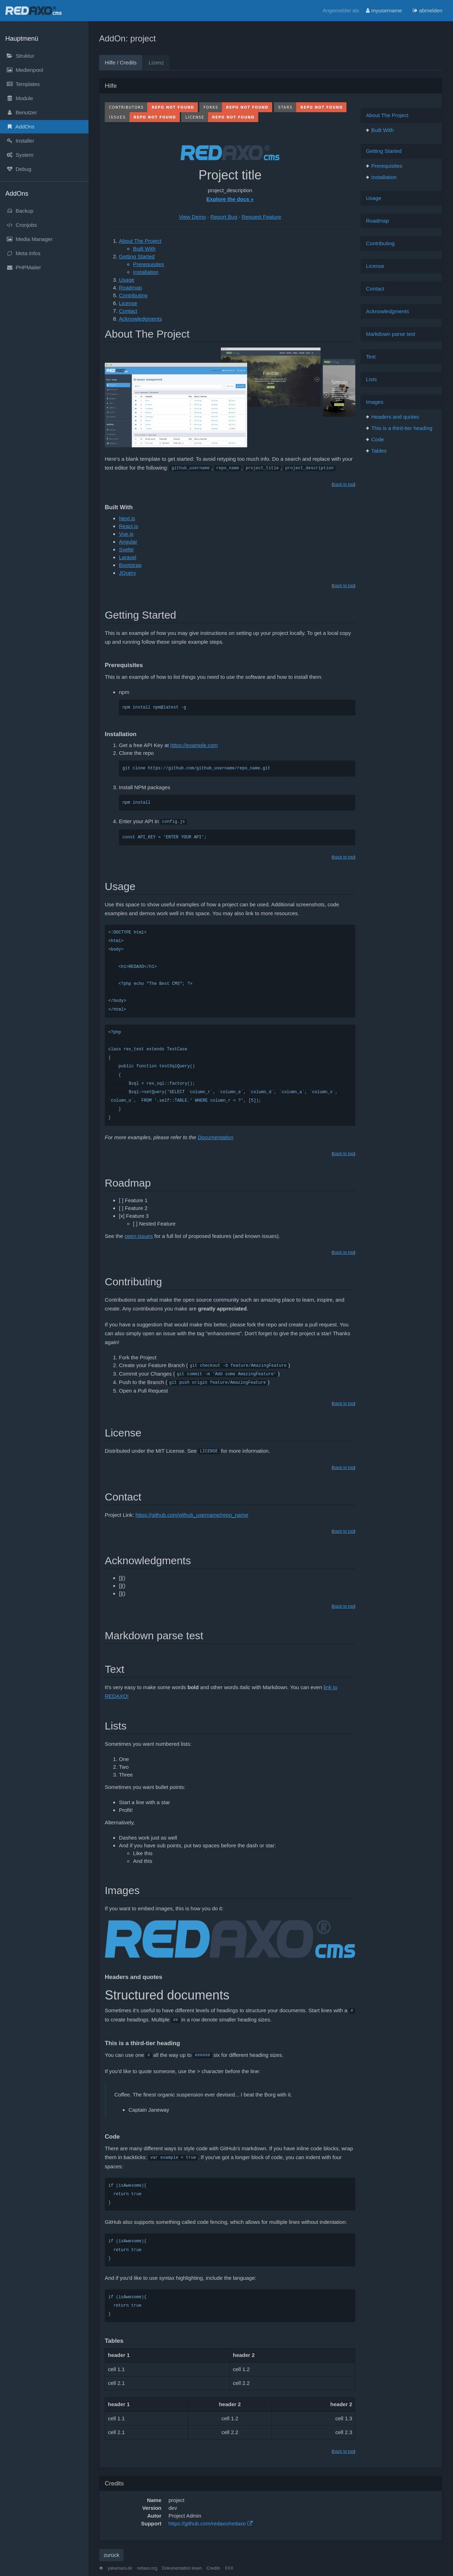 REDAXO cms
Angemeldet als myusername abmelden
Hauptmenü
Struktur
Medienpool
Templates
Module
Benutzer
AddOns
Installer
System
Debug
AddOns
Backup
Cronjobs
Media Manager
Meta Infos
PHPMailer
AddOn: project
Hilfe / Credits Lizenz
Hilfe
CONTRIBUTORS REPO NOT FOUND FORKS REPO NOT FOUND STARS REPO NOT FOUND
ISSUES REPO NOT FOUND LICENSE REPO NOT FOUND
REDAXO cms
Project title
project_description
Explore the docs »
View Demo · Report Bug · Request Feature
1. About The Project
Built With
2. Getting Started
Prerequisites
Installation
3. Usage
4. Roadmap
5. Contributing
6. License
7. Contact
8. Acknowledgments
About The Project
Here's a blank template to get started: To avoid retyping too much info. Do a search and replace with your
text editor for the following: github_username, repo_name, project_title, project_description
(back to top)
Built With
Next.js
React.js
Vue.js
Angular
Svelte
Laravel
Bootstrap
JQuery
(back to top)
Getting Started
This is an example of how you may give instructions on setting up your project locally. To get a local copy
up and running follow these simple example steps.
Prerequisites
This is an example of how to list things you need to use the software and how to install them.
npm
npm install npm@latest -g
Installation
1. Get a free API Key at https://example.com
2. Clone the repo
git clone https://github.com/github_username/repo_name.git
3. Install NPM packages
npm install
4. Enter your API in config.js
const API_KEY = 'ENTER YOUR API';
(back to top)
Usage
Use this space to show useful examples of how a project can be used. Additional screenshots, code
examples and demos work well in this space. You may also link to more resources.
<!DOCTYPE html>
<html>
<body>
<h1>REDAXO</h1>
<?php echo "The Best CMS"; ?>
</body>
</html>
<?php
class rex_test extends TestCase
{
public function testSqlQuery()
{
$sql = rex_sql::factory();
$sql->setQuery('SELECT `column_r`, `column_e`, `column_d`, `column_a`, `column_x`,
`column_o`, FROM '.self::TABLE.' WHERE column_r = ?', [5]);
}
}
For more examples, please refer to the Documentation
(back to top)
Roadmap
[ ] Feature 1
[ ] Feature 2
[x] Feature 3
[ ] Nested Feature
See the open issues for a full list of proposed features (and known issues).
(back to top)
Contributing
Contributions are what make the open source community such an amazing place to learn, inspire, and
create. Any contributions you make are greatly appreciated.
If you have a suggestion that would make this better, please fork the repo and create a pull request. You
can also simply open an issue with the tag "enhancement". Don't forget to give the project a star! Thanks
again!
1. Fork the Project
2. Create your Feature Branch ( git checkout -b feature/AmazingFeature )
3. Commit your Changes ( git commit -m 'Add some AmazingFeature' )
4. Push to the Branch ( git push origin feature/AmazingFeature )
5. Open a Pull Request
(back to top)
License
Distributed under the MIT License. See LICENSE for more information.
(back to top)
Contact
Project Link: https://github.com/github_username/repo_name
(back to top)
Acknowledgments
[]()
[]()
[]()
(back to top)
Markdown parse test
Text
It's very easy to make some words bold and other words italic with Markdown. You can even link to
REDAXO!
Lists
Sometimes you want numbered lists:
1. One
2. Two
3. Three
Sometimes you want bullet points:
Start a line with a star
Profit!
Alternatively,
Dashes work just as well
And if you have sub points, put two spaces before the dash or star:
Like this
And this
Images
If you want to embed images, this is how you do it:
REDAXO® cms
Headers and quotes
Structured documents
Sometimes it's useful to have different levels of headings to structure your documents. Start lines with a #
to create headings. Multiple ## in a row denote smaller heading sizes.
This is a third-tier heading
You can use one # all the way up to ###### six for different heading sizes.
If you'd like to quote someone, use the > character before the line:
Coffee. The finest organic suspension ever devised... I beat the Borg with it.
Captain Janeway
Code
There are many different ways to style code with GitHub's markdown. If you have inline code blocks, wrap
them in backticks: var example = true. If you've got a longer block of code, you can indent with four
spaces:
if (isAwesome){
return true
}
GitHub also supports something called code fencing, which allows for multiple lines without indentation:
if (isAwesome){
return true
}
And if you'd like to use syntax highlighting, include the language:
if (isAwesome){
return true
}
Tables
header 1 header 2
cell 1.1 cell 1.2
cell 2.1 cell 2.2
header 1 header 2 header 2
cell 1.1 cell 1.2 cell 1.3
cell 2.1 cell 2.2 cell 2.3
(back to top)
About The Project
Built With
Getting Started
Prerequisites
Installation
Usage
Roadmap
Contributing
License
Contact
Acknowledgments
Markdown parse test
Text
Lists
Images
Headers and quotes
This is a third-tier heading
Code
Tables
Credits
Name project
Version dev
Autor Project Admin
Support https://github.com/redaxo/redaxo
zurück
yakamara.de redaxo.org Dokumentation lesen Credits